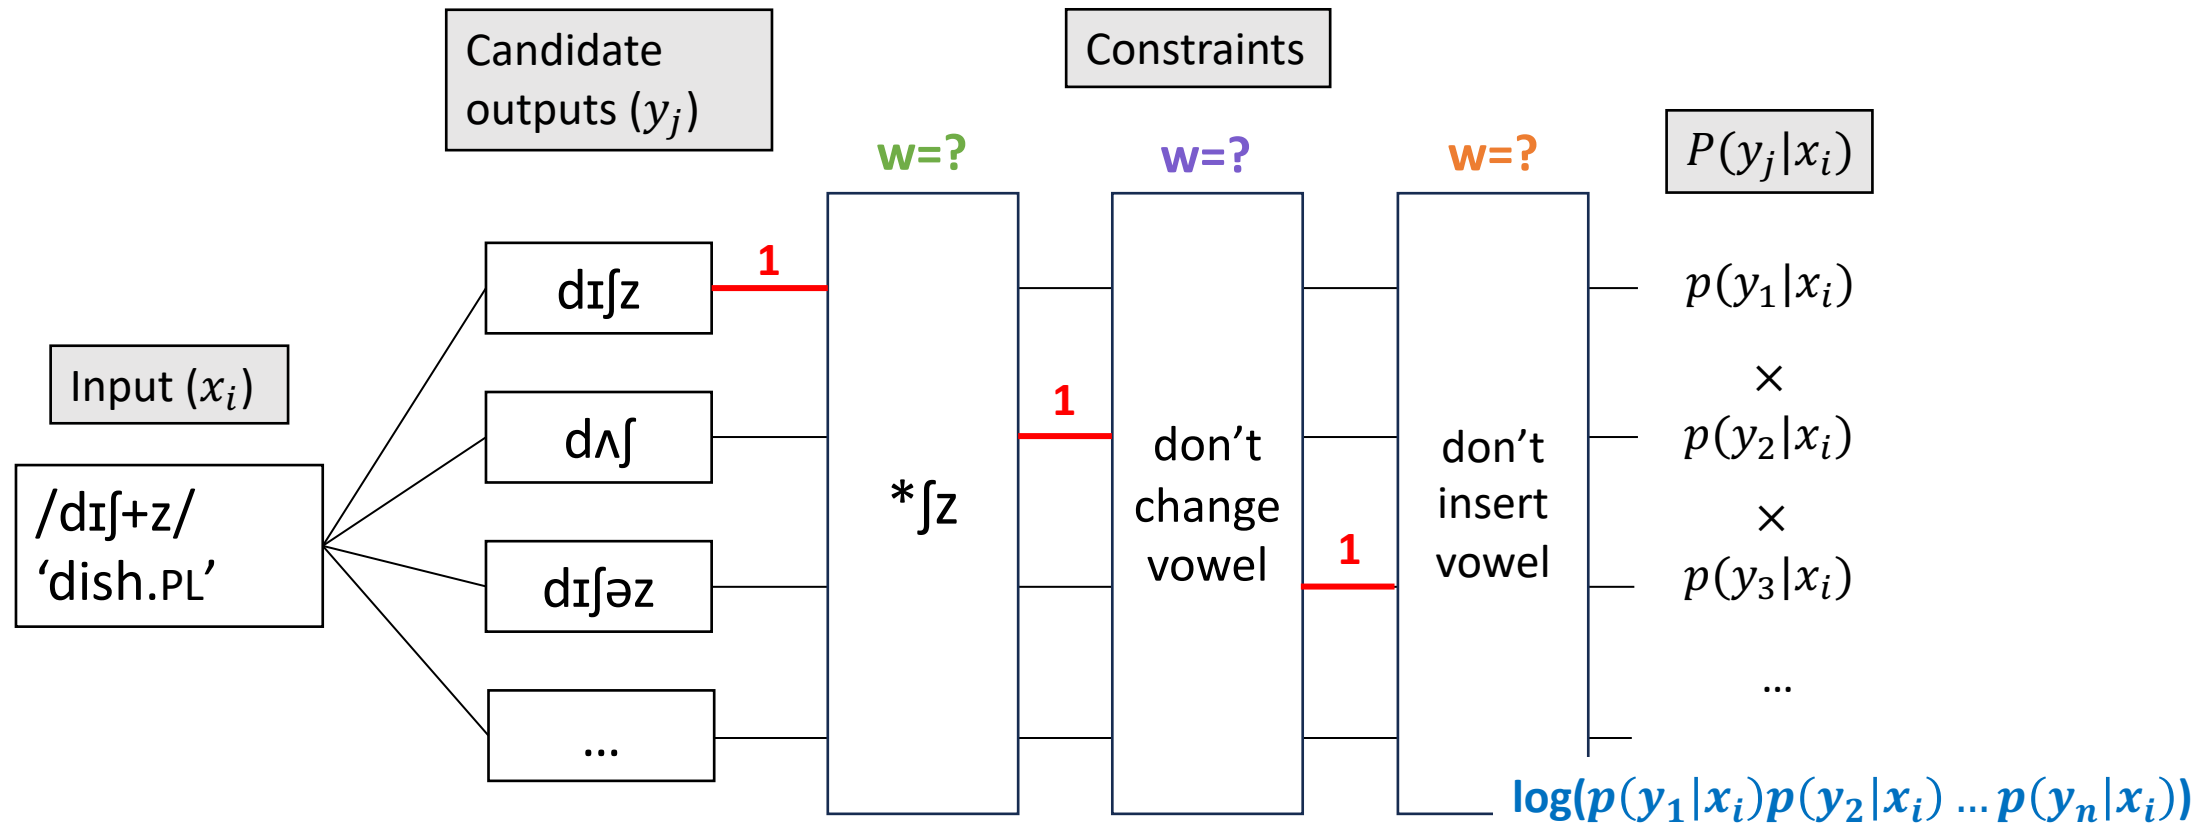 Candidate
outputs (𝑦ⱼ)
Constraints
w=?
w=?
w=?
𝑃(𝑦ⱼ|𝑥ᵢ)
Input (𝑥ᵢ)
/dɪʃ+z/
‘dish.PL’
dɪʃz
dʌʃ
dɪʃəz
...
1
1
1
*ʃz
don’t
change
vowel
don’t
insert
vowel
𝑝(𝑦₁|𝑥ᵢ)
×
𝑝(𝑦₂|𝑥ᵢ)
×
𝑝(𝑦₃|𝑥ᵢ)
...
log(𝑝(𝑦₁|𝑥ᵢ)𝑝(𝑦₂|𝑥ᵢ) … 𝑝(𝑦ₙ|𝑥ᵢ))